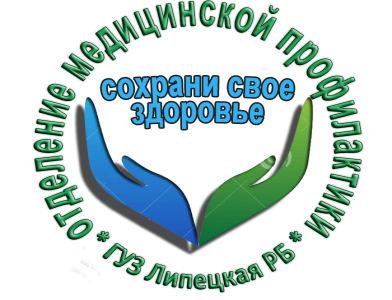 отделение медицинской профилактики
сохрани свое
здоровье
* ГУЗ Липецкая РБ *